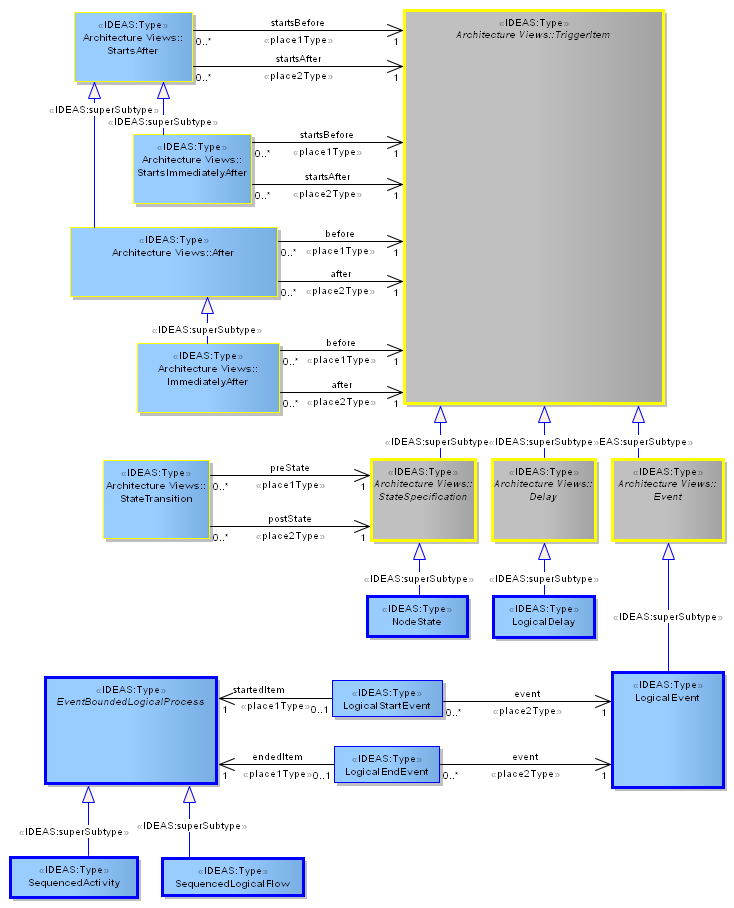 «IDEAS:Type»
Architecture Views::
StartsAfter
startsBefore
0..*
«place1Type»
1
startsAfter
0..*
«place2Type»
1
«IDEAS:Type»
Architecture Views::TriggerItem
«IDEAS:superSubtype»
«IDEAS:superSubtype»
«IDEAS:Type»
Architecture Views::
StartsImmediatelyAfter
startsBefore
0..*
«place1Type»
1
startsAfter
0..*
«place2Type»
1
«IDEAS:Type»
Architecture Views::After
before
0..*
«place1Type»
1
after
0..*
«place2Type»
1
«IDEAS:superSubtype»
«IDEAS:Type»
Architecture Views::
ImmediatelyAfter
before
0..*
«place1Type»
1
after
0..*
«place2Type»
1
«IDEAS:superSubtype»
«IDEAS:superSubtype»
EAS:superSubtype»
«IDEAS:Type»
Architecture Views::
StateTransition
preState
0..*
«place1Type»
1
postState
0..*
«place2Type»
1
«IDEAS:Type»
Architecture Views::
StateSpecification
«IDEAS:Type»
Architecture Views::
Delay
«IDEAS:Type»
Architecture Views::
Event
«IDEAS:superSubtype»
«IDEAS:superSubtype»
«IDEAS:superSubtype»
«IDEAS:Type»
NodeState
«IDEAS:Type»
LogicalDelay
«IDEAS:Type»
EventBoundedLogicalProcess
startedItem
1
«place1Type»
0..1
«IDEAS:Type»
LogicalStartEvent
event
0..*
«place2Type»
1
«IDEAS:Type»
LogicalEvent
endedItem
1
«place1Type»
0..1
«IDEAS:Type»
LogicalEndEvent
event
0..*
«place2Type»
1
«IDEAS:superSubtype»
«IDEAS:superSubtype»
«IDEAS:Type»
SequencedActivity
«IDEAS:Type»
SequencedLogicalFlow